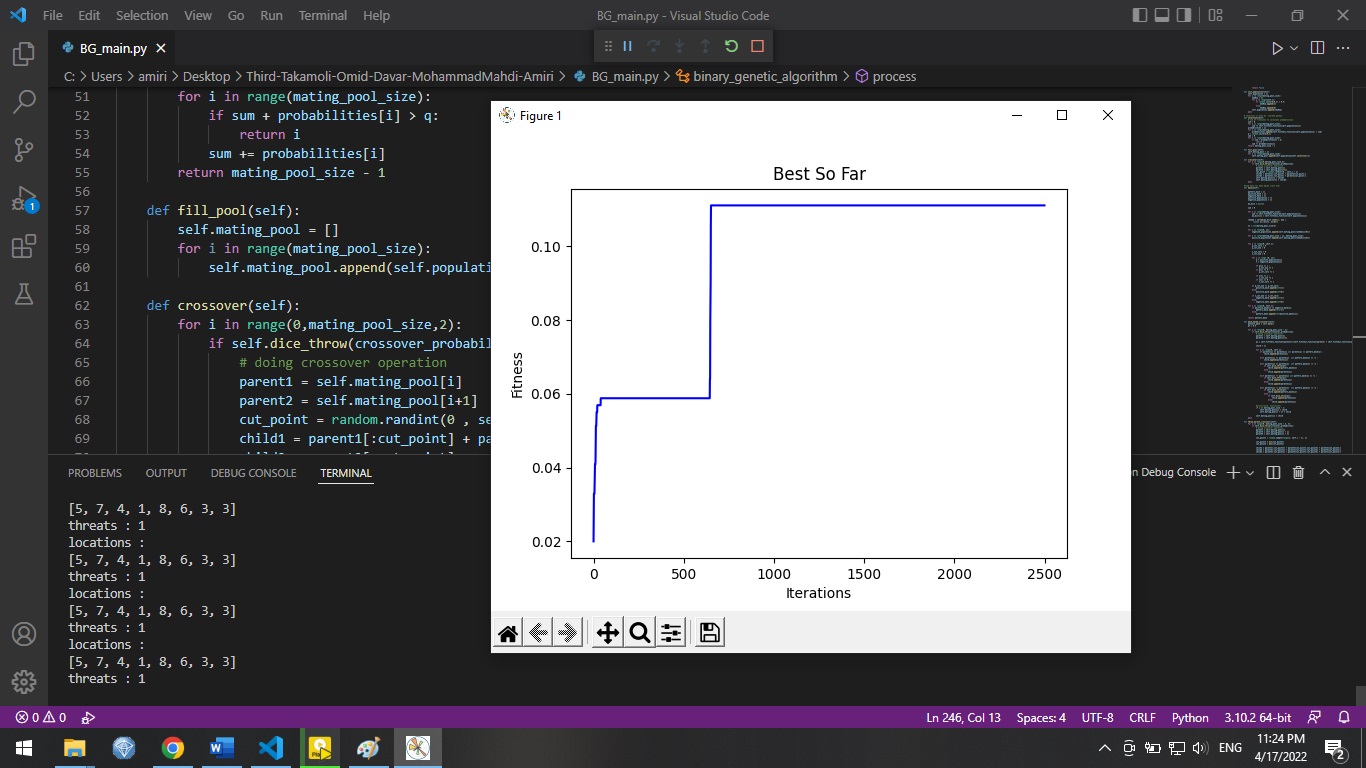 File Edit Selection View Go Run Terminal Help
BG_main.py - Visual Studio Code
BG_main.py
C: > Users > amiri > Desktop > Third-Takamoli-Omid-Davar-MohammadMahdi-Amiri > BG_main.py > binary_genetic_algorithm > process
51 for i in range(mating_pool_size):
52 if sum + probabilities[i] > q:
53 return i
54 sum += probabilities[i]
55 return mating_pool_size - 1
56
57 def fill_pool(self):
58 self.mating_pool = []
59 for i in range(mating_pool_size):
60 self.mating_pool.append(self.populati
61
62 def crossover(self):
63 for i in range(0,mating_pool_size,2):
64 if self.dice_throw(crossover_probabil
65 # doing crossover operation
66 parent1 = self.mating_pool[i]
67 parent2 = self.mating_pool[i+1]
68 cut_point = random.randint(0 , se
69 child1 = parent1[:cut_point] + pa
Figure 1
Best So Far
Fitness
0.10
0.08
0.06
0.04
0.02
0 500 1000 1500 2000 2500
Iterations
PROBLEMS OUTPUT DEBUG CONSOLE TERMINAL
n Debug Console
[5, 7, 4, 1, 8, 6, 3, 3]
threats : 1
locations :
[5, 7, 4, 1, 8, 6, 3, 3]
threats : 1
locations :
[5, 7, 4, 1, 8, 6, 3, 3]
threats : 1
locations :
[5, 7, 4, 1, 8, 6, 3, 3]
threats : 1
1
0 0
Ln 246, Col 13 Spaces: 4 UTF-8 CRLF Python 3.10.2 64-bit
ENG
11:24 PM
4/17/2022
2